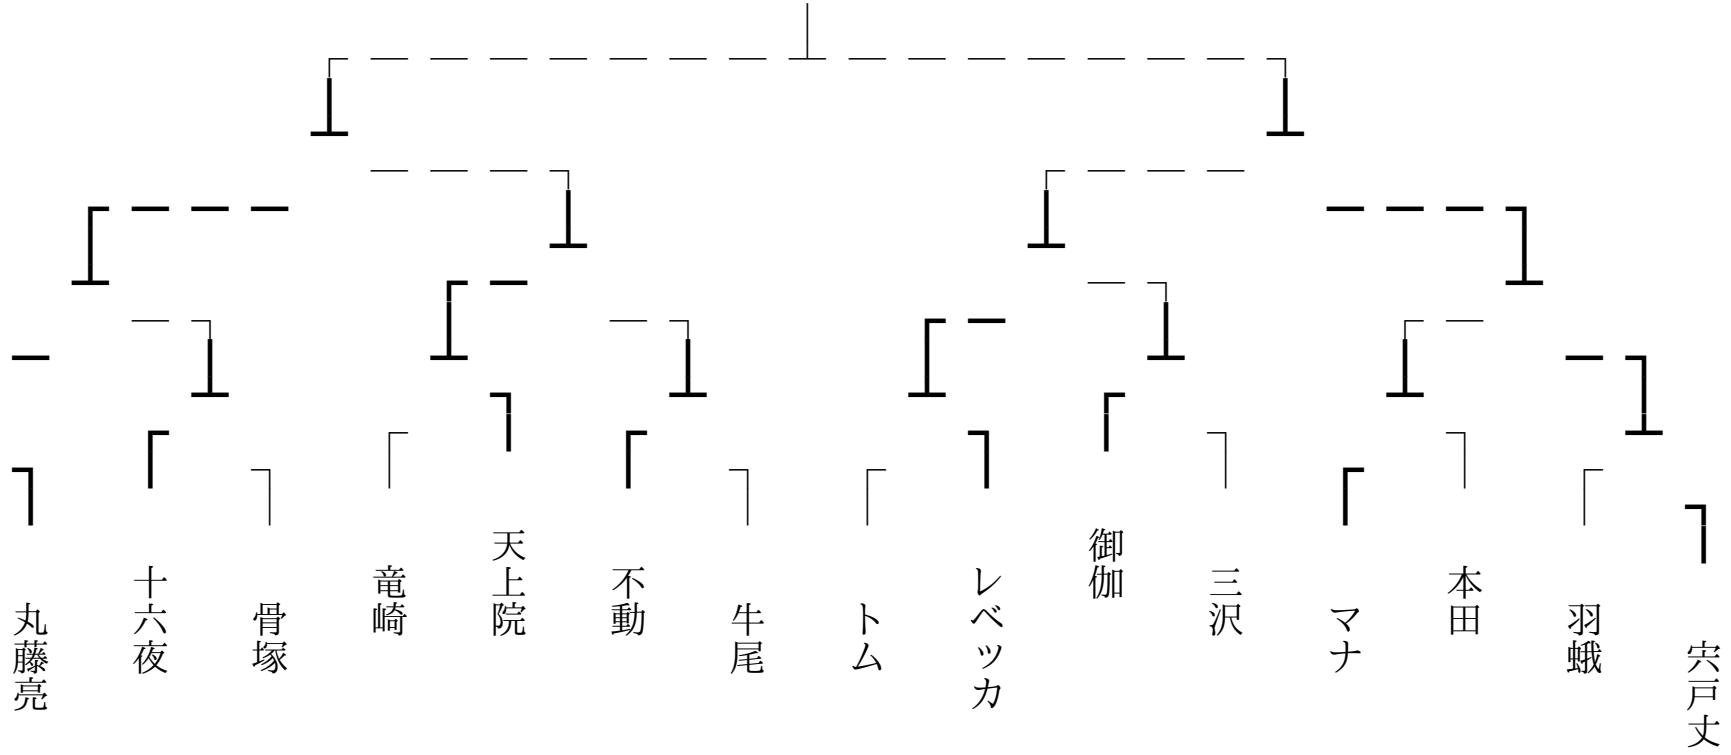 丸藤亮
十六夜
骨塚
竜崎
天上院
不動
牛尾
トム
レベッカ
御伽
三沢
マナ
本田
羽蛾
宍戸丈